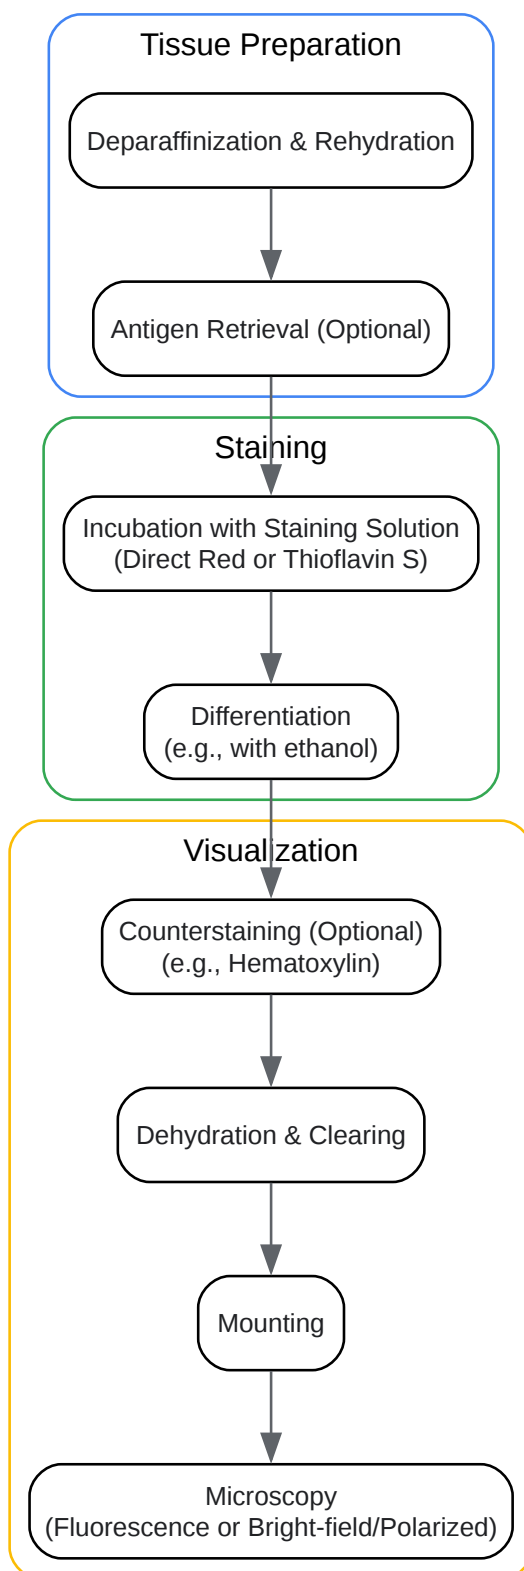 Tissue Preparation
Deparaffinization & Rehydration
Antigen Retrieval (Optional)
Staining
Incubation with Staining Solution
(Direct Red or Thioflavin S)
Differentiation
(e.g., with ethanol)
Visualization
Counterstaining (Optional)
(e.g., Hematoxylin)
Dehydration & Clearing
Mounting
Microscopy
(Fluorescence or Bright-field/Polarized)